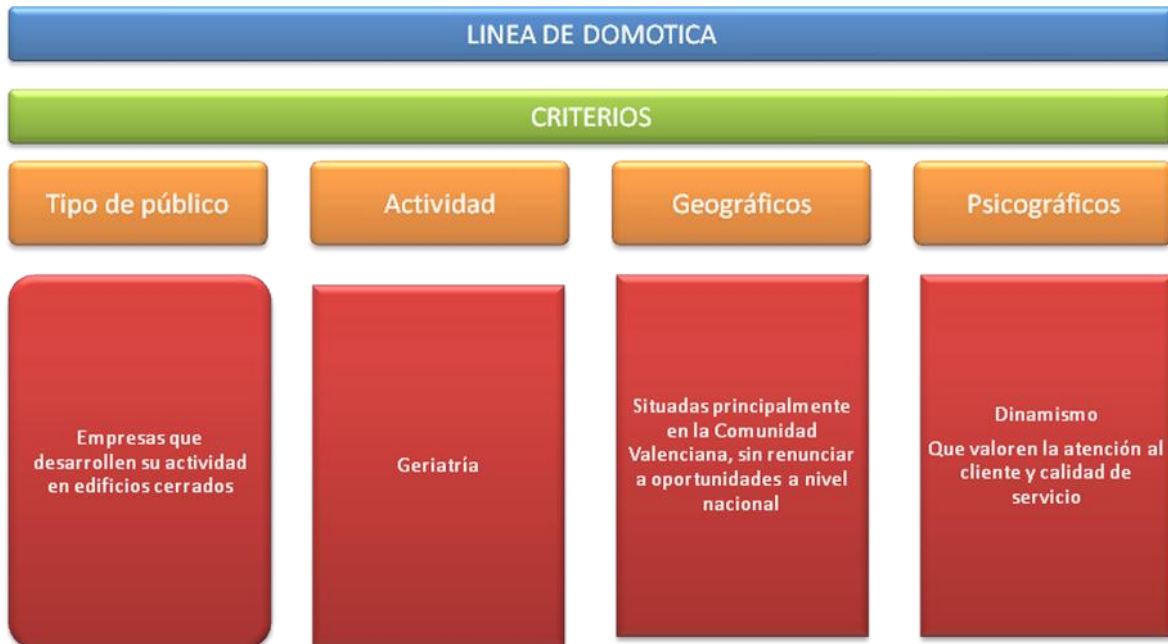 LINEA DE DOMOTICA
CRITERIOS
Tipo de público
Actividad
Geográficos
Psicográficos
Empresas que
desarrollen su actividad
en edificios cerrados
Geriatría
Situadas principalmente
en la Comunidad
Valenciana, sin renunciar
a oportunidades a nivel
nacional
Dinamismo
Que valoren la atención al
cliente y calidad de
servicio